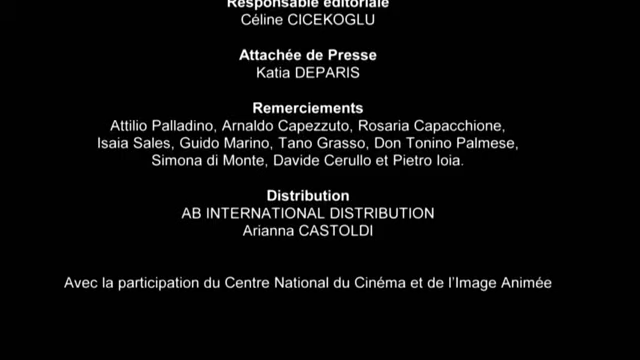 Responsable éditoriale
Céline CICEKOGLU
Attachée de Presse
Katia DEPARIS
Remerciements
Attilio Palladino, Arnaldo Capezzuto, Rosaria Capacchione,
Isaia Sales, Guido Marino, Tano Grasso, Don Tonino Palmese,
Simona di Monte, Davide Cerullo et Pietro Ioia.
Distribution
AB INTERNATIONAL DISTRIBUTION
Arianna CASTOLDI
Avec la participation du Centre National du Cinéma et de l'Image Animée